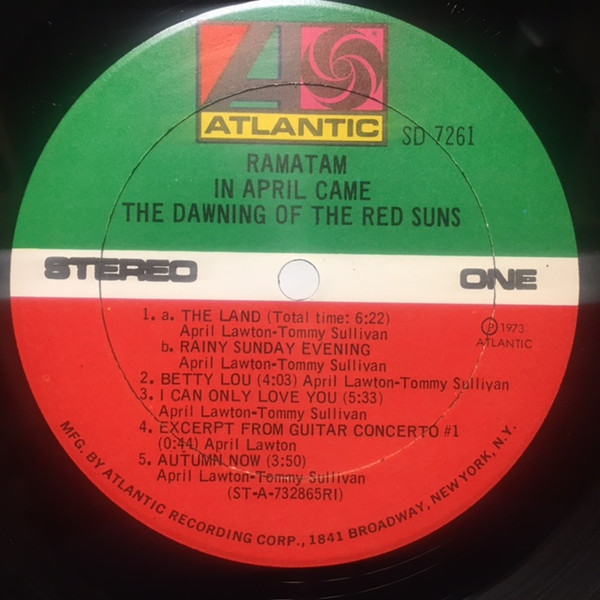 ATLANTIC
SD 7261
RAMATAM
IN APRIL CAME
THE DAWNING OF THE RED SUNS
STEREO
ONE
1. a. THE LAND (Total time: 6:22)
April Lawton-Tommy Sullivan
b. RAINY SUNDAY EVENING
April Lawton-Tommy Sullivan
2. BETTY LOU (4:03) April Lawton-Tommy Sullivan
3. I CAN ONLY LOVE YOU (5:33)
April Lawton-Tommy Sullivan
4. EXCERPT FROM GUITAR CONCERTO #1
(0:44) April Lawton
5. AUTUMN NOW (3:50)
April Lawton-Tommy Sullivan
(ST-A-732865RI)
℗ 1973
ATLANTIC
MFG. BY ATLANTIC RECORDING CORP., 1841 BROADWAY, NEW YORK, N.Y.